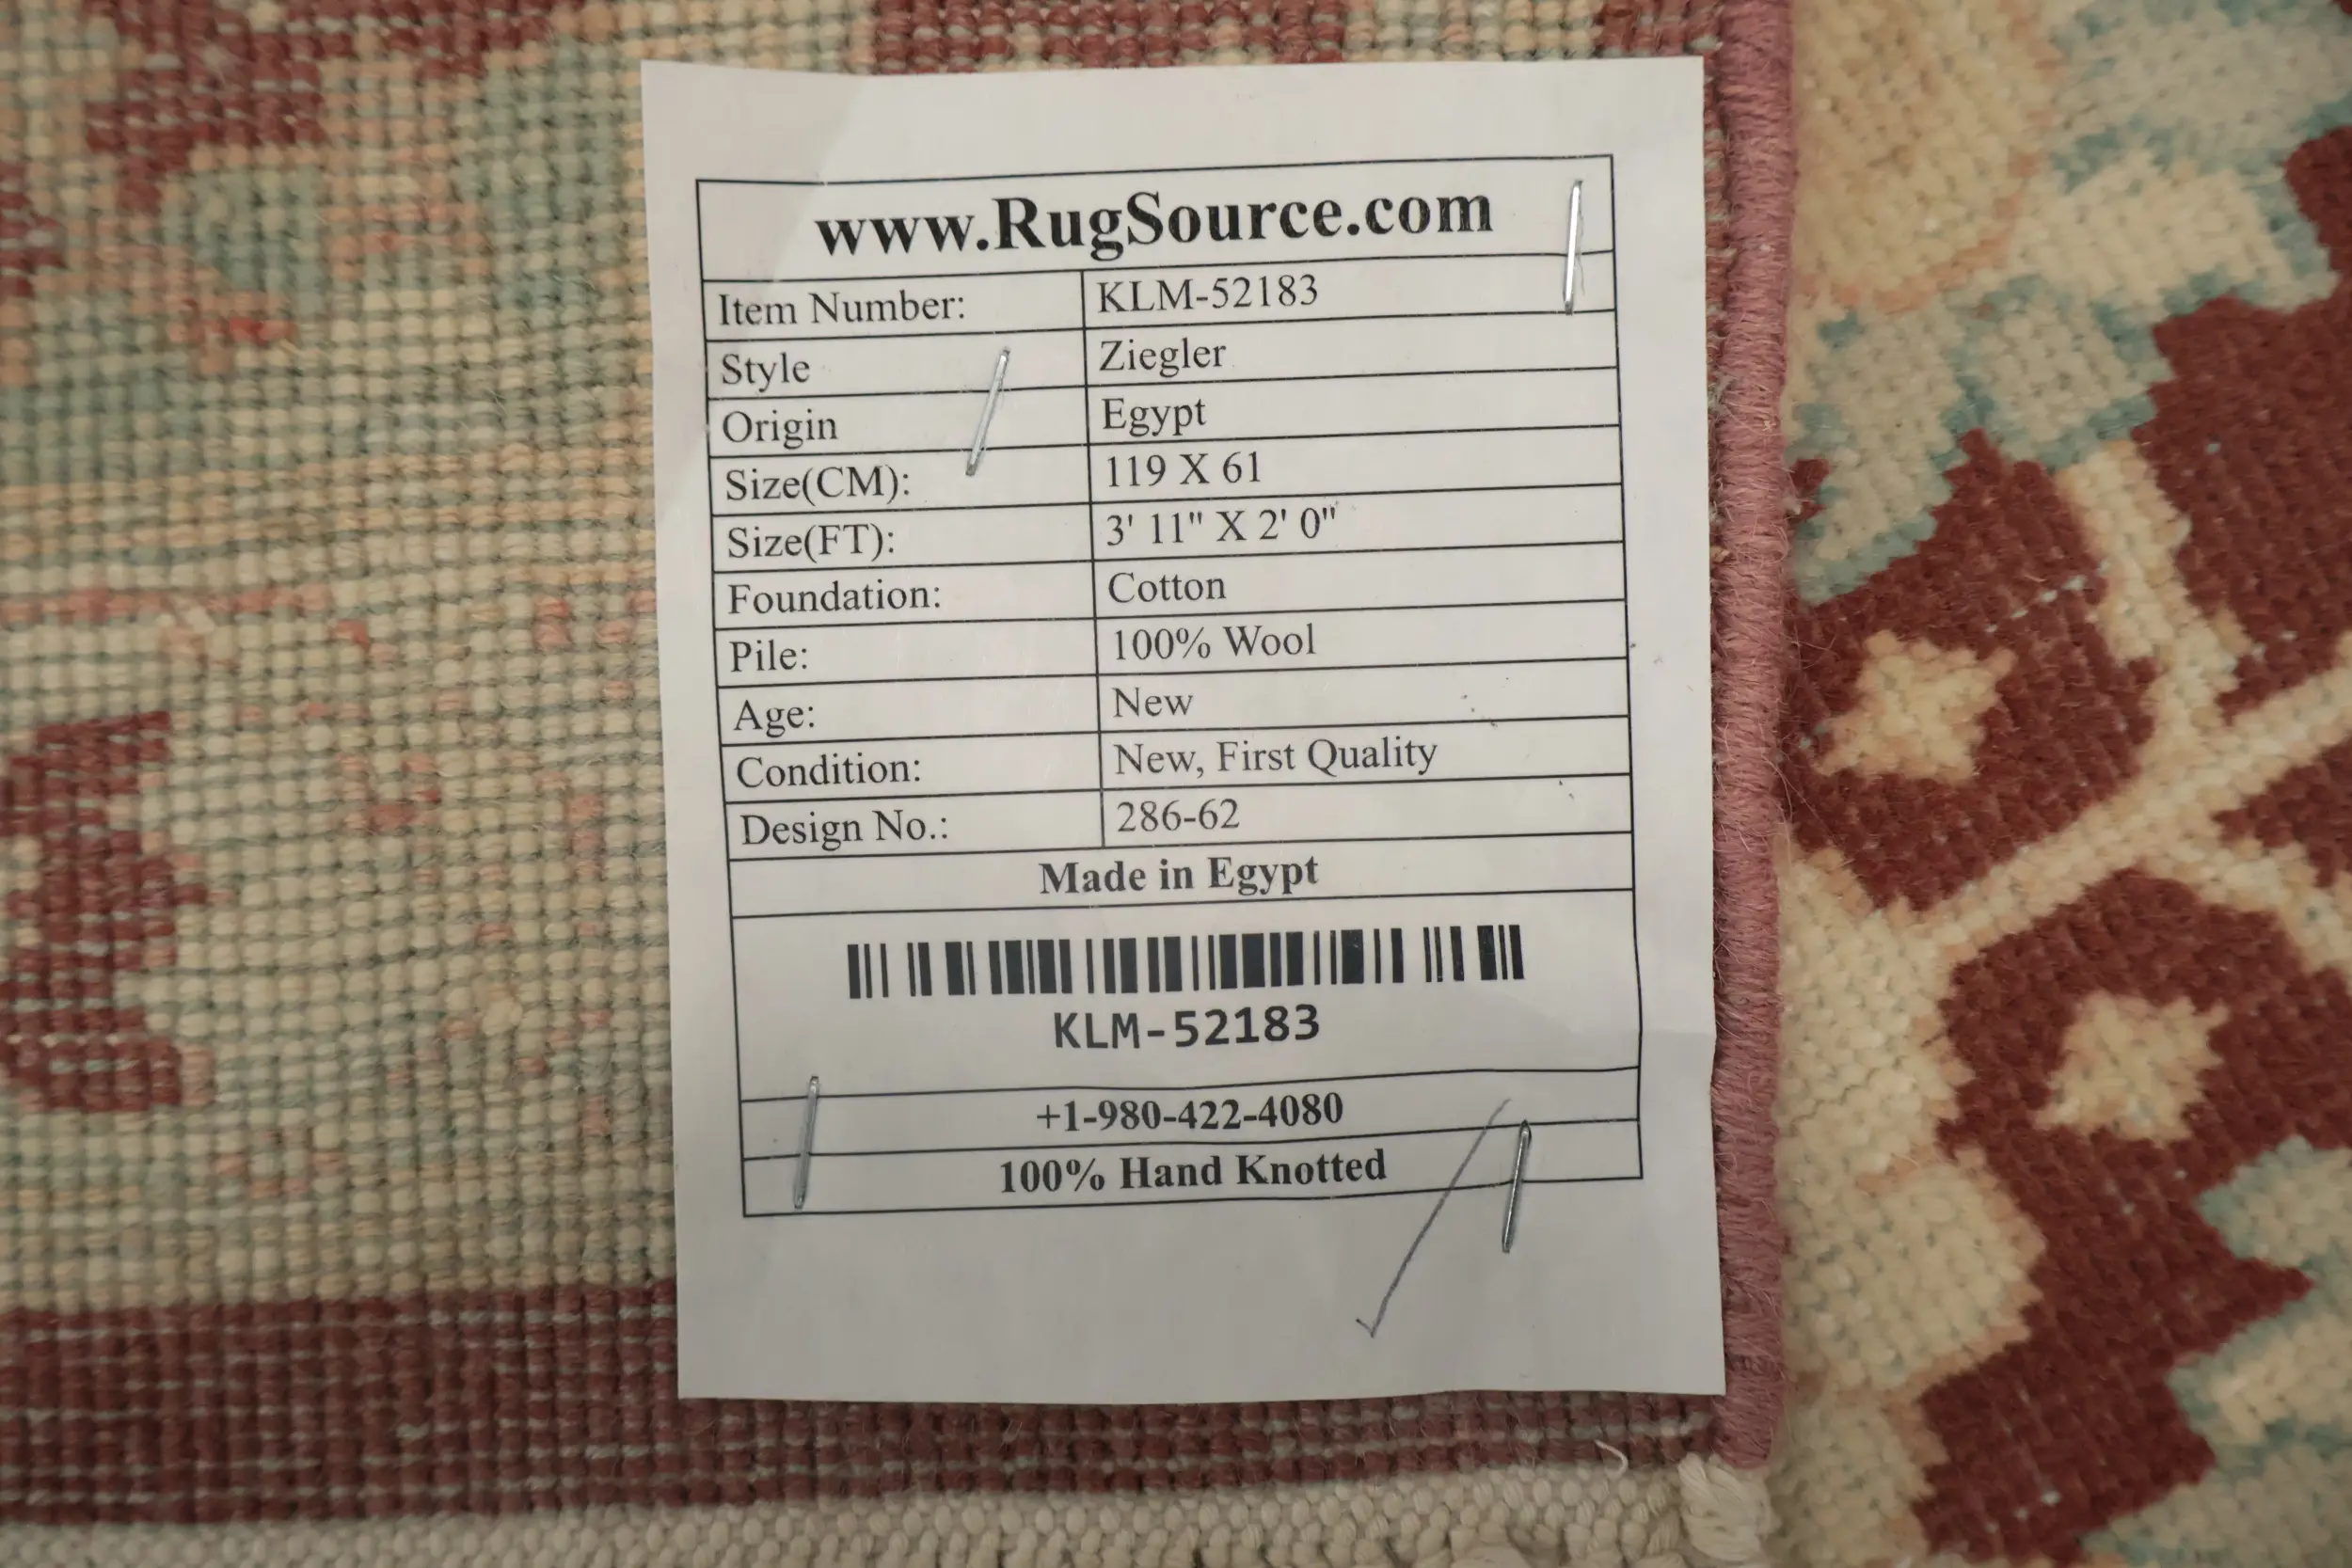 www.RugSource.com
Item Number: KLM-52183
Style Ziegler
Origin Egypt
Size(CM): 119 X 61
Size(FT): 3' 11" X 2' 0"
Foundation: Cotton
Pile: 100% Wool
Age: New
Condition: New, First Quality
Design No.: 286-62
Made in Egypt
KLM-52183
+1-980-422-4080
100% Hand Knotted